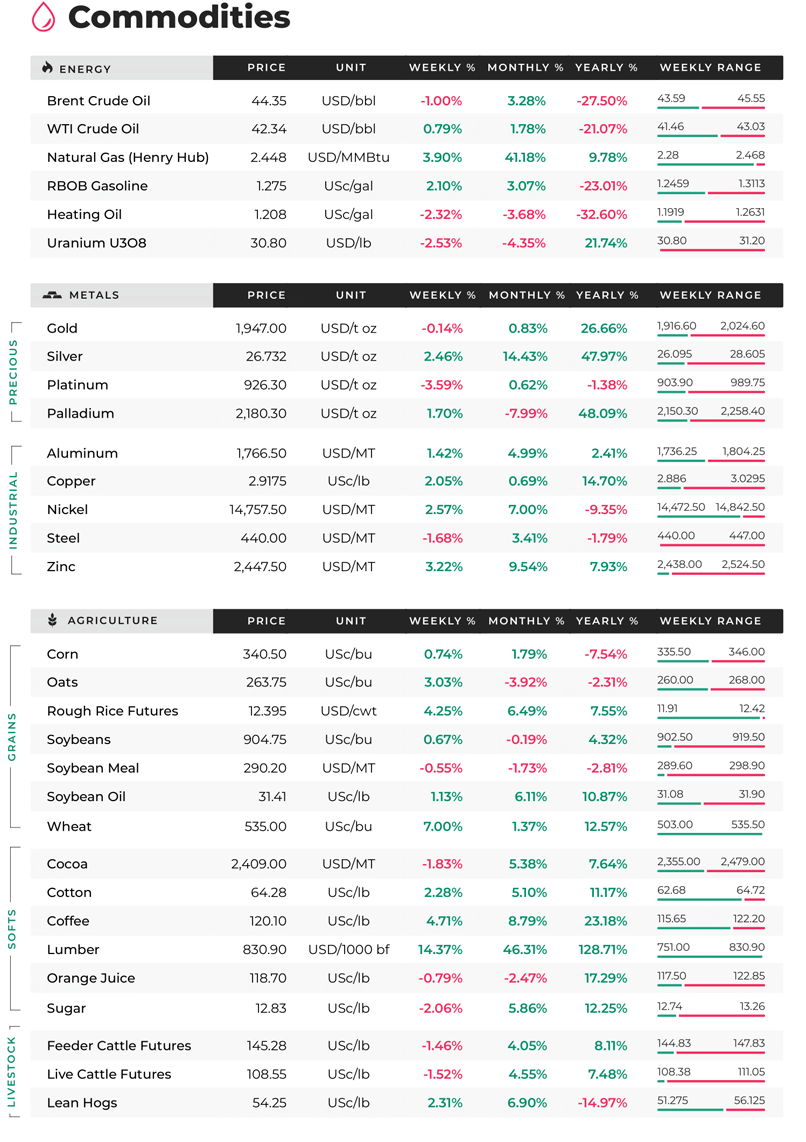 Commodities
ENERGY PRICE UNIT WEEKLY % MONTHLY % YEARLY % WEEKLY RANGE
Brent Crude Oil 44.35 USD/bbl -1.00% 3.28% -27.50% 43.59 45.55
WTI Crude Oil 42.34 USD/bbl 0.79% 1.78% -21.07% 41.46 43.03
Natural Gas (Henry Hub) 2.448 USD/MMBtu 3.90% 41.18% 9.78% 2.28 2.468
RBOB Gasoline 1.275 USc/gal 2.10% 3.07% -23.01% 1.2459 1.3113
Heating Oil 1.208 USc/gal -2.32% -3.68% -32.60% 1.1919 1.2631
Uranium U3O8 30.80 USD/lb -2.53% -4.35% 21.74% 30.80 31.20
METALS PRICE UNIT WEEKLY % MONTHLY % YEARLY % WEEKLY RANGE
PRECIOUS
Gold 1,947.00 USD/t oz -0.14% 0.83% 26.66% 1,916.60 2,024.60
Silver 26.732 USD/t oz 2.46% 14.43% 47.97% 26.095 28.605
Platinum 926.30 USD/t oz -3.59% 0.62% -1.38% 903.90 989.75
Palladium 2,180.30 USD/t oz 1.70% -7.99% 48.09% 2,150.30 2,258.40
INDUSTRIAL
Aluminum 1,766.50 USD/MT 1.42% 4.99% 2.41% 1,736.25 1,804.25
Copper 2.9175 USc/lb 2.05% 0.69% 14.70% 2.886 3.0295
Nickel 14,757.50 USD/MT 2.57% 7.00% -9.35% 14,472.50 14,842.50
Steel 440.00 USD/MT -1.68% 3.41% -1.79% 440.00 447.00
Zinc 2,447.50 USD/MT 3.22% 9.54% 7.93% 2,438.00 2,524.50
AGRICULTURE PRICE UNIT WEEKLY % MONTHLY % YEARLY % WEEKLY RANGE
GRAINS
Corn 340.50 USc/bu 0.74% 1.79% -7.54% 335.50 346.00
Oats 263.75 USc/bu 3.03% -3.92% -2.31% 260.00 268.00
Rough Rice Futures 12.395 USD/cwt 4.25% 6.49% 7.55% 11.91 12.42
Soybeans 904.75 USc/bu 0.67% -0.19% 4.32% 902.50 919.50
Soybean Meal 290.20 USD/MT -0.55% -1.73% -2.81% 289.60 298.90
Soybean Oil 31.41 USc/lb 1.13% 6.11% 10.87% 31.08 31.90
Wheat 535.00 USc/bu 7.00% 1.37% 12.57% 503.00 535.50
SOFTS
Cocoa 2,409.00 USD/MT -1.83% 5.38% 7.64% 2,355.00 2,479.00
Cotton 64.28 USc/lb 2.28% 5.10% 11.17% 62.68 64.72
Coffee 120.10 USc/lb 4.71% 8.79% 23.18% 115.65 122.20
Lumber 830.90 USD/1000 bf 14.37% 46.31% 128.71% 751.00 830.90
Orange Juice 118.70 USc/lb -0.79% -2.47% 17.29% 117.50 122.85
Sugar 12.83 USc/lb -2.06% 5.86% 12.25% 12.74 13.26
LIVESTOCK
Feeder Cattle Futures 145.28 USc/lb -1.46% 4.05% 8.11% 144.83 147.83
Live Cattle Futures 108.55 USc/lb -1.52% 4.55% 7.48% 108.38 111.05
Lean Hogs 54.25 USc/lb 2.31% 6.90% -14.97% 51.275 56.125